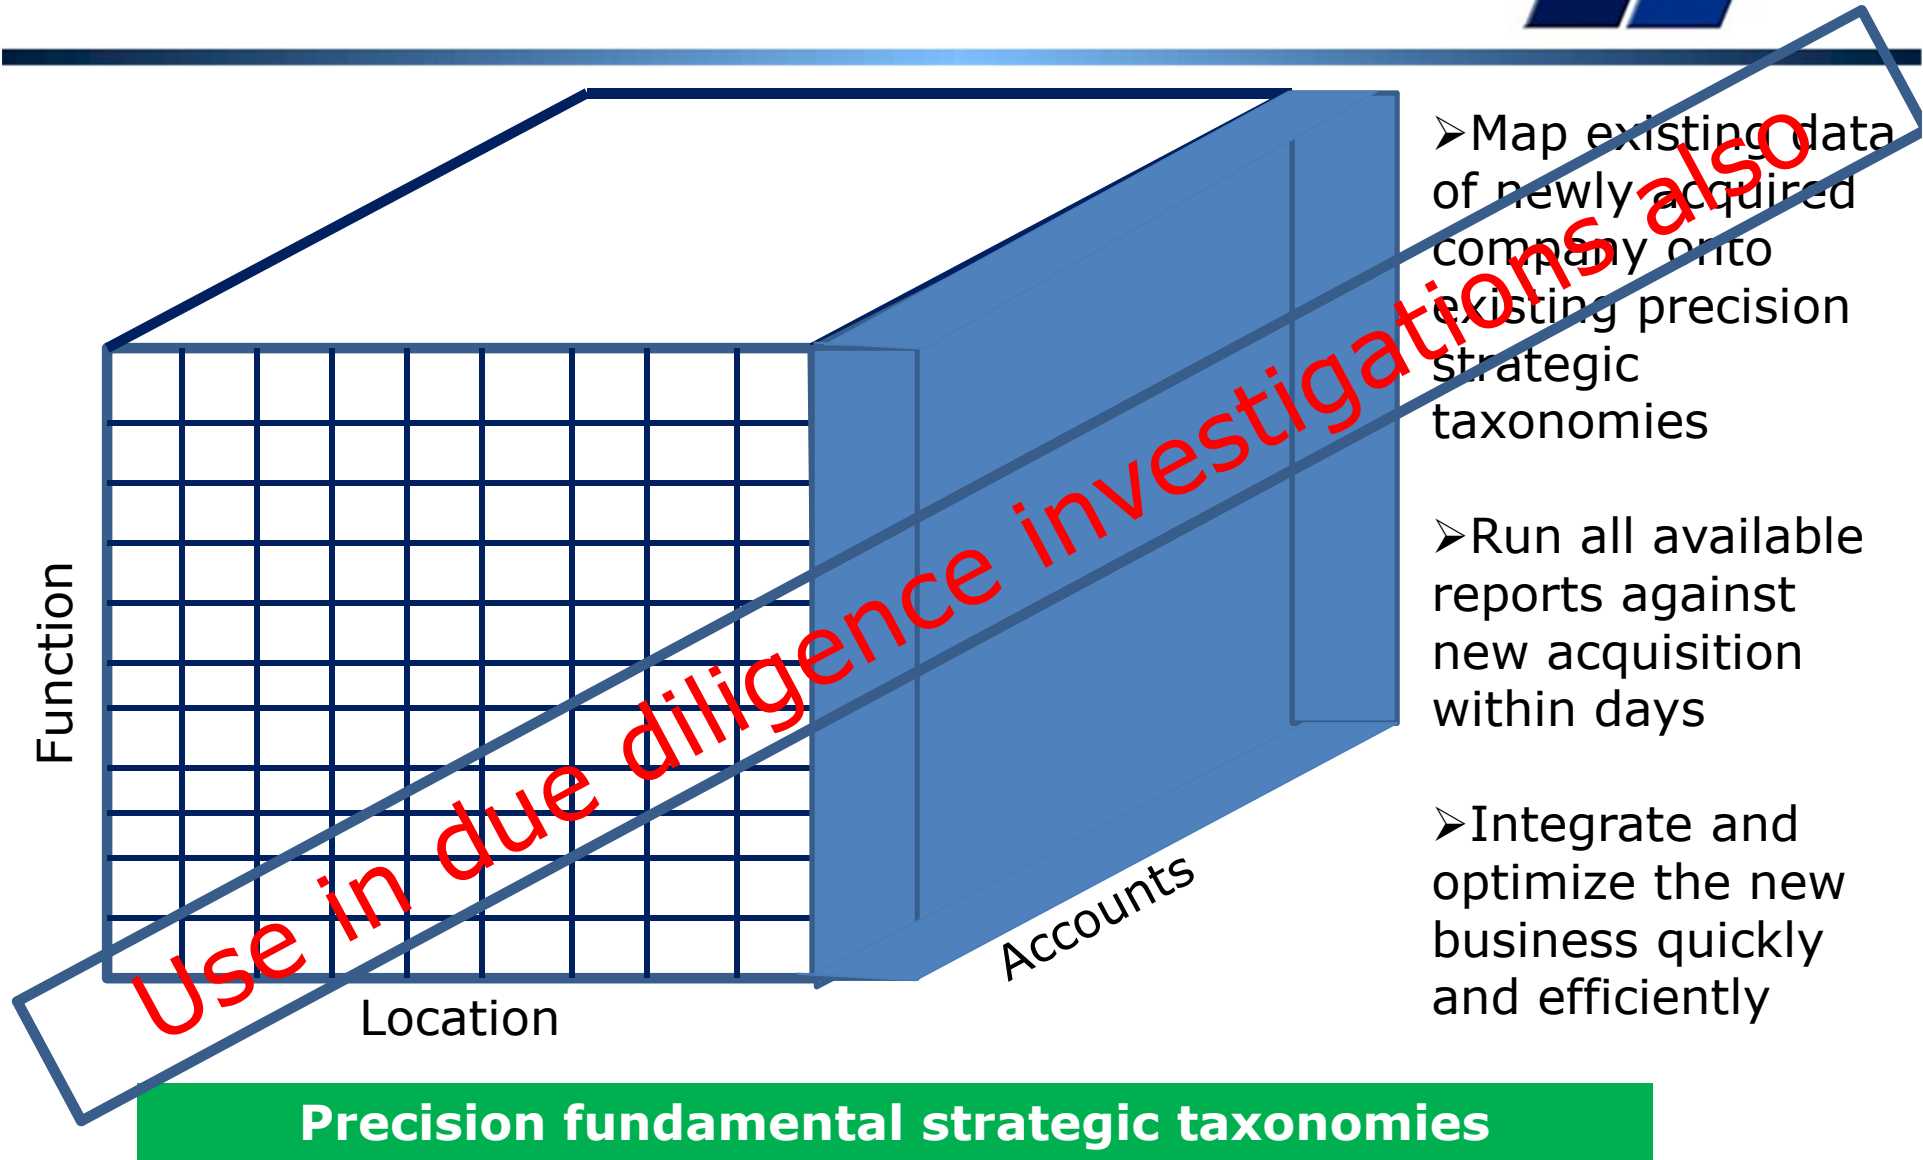 ➢Map existing data
of newly acquired
company onto
existing precision
strategic
taxonomies
➢Run all available
reports against
new acquisition
within days
➢Integrate and
optimize the new
business quickly
and efficiently
Use in due diligence investigations also
Function
Location
Accounts
Precision fundamental strategic taxonomies